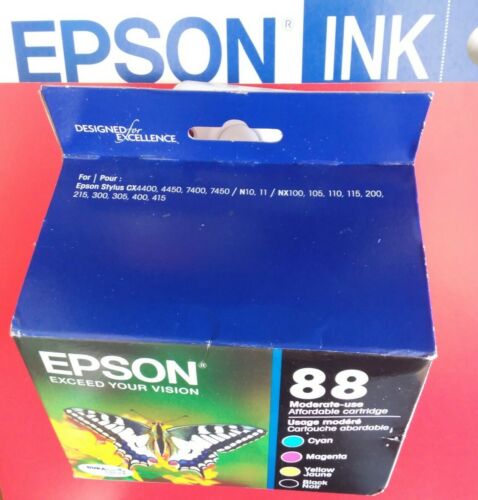 EPSON® INK
DESIGNED for
EXCELLENCE
For | Pour :
Epson Stylus CX4400, 4450, 7400, 7450 / N10, 11 / NX100, 105, 110, 115, 200,
215, 300, 305, 400, 415
EPSON®
EXCEED YOUR VISION
88
Moderate-use
Affordable cartridge
Usage modéré
Cartouche abordable
Cyan
Magenta
Yellow
Jaune
Black
Noir